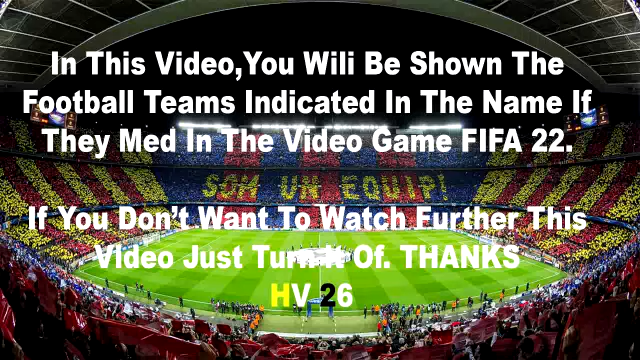 In This Video,You Wili Be Shown The
Football Teams Indicated In The Name If
They Med In The Video Game FIFA 22.
SOM UN EQUIP!
If You Don't Want To Watch Further This
Video Just Turn It Of. THANKS
HV 26